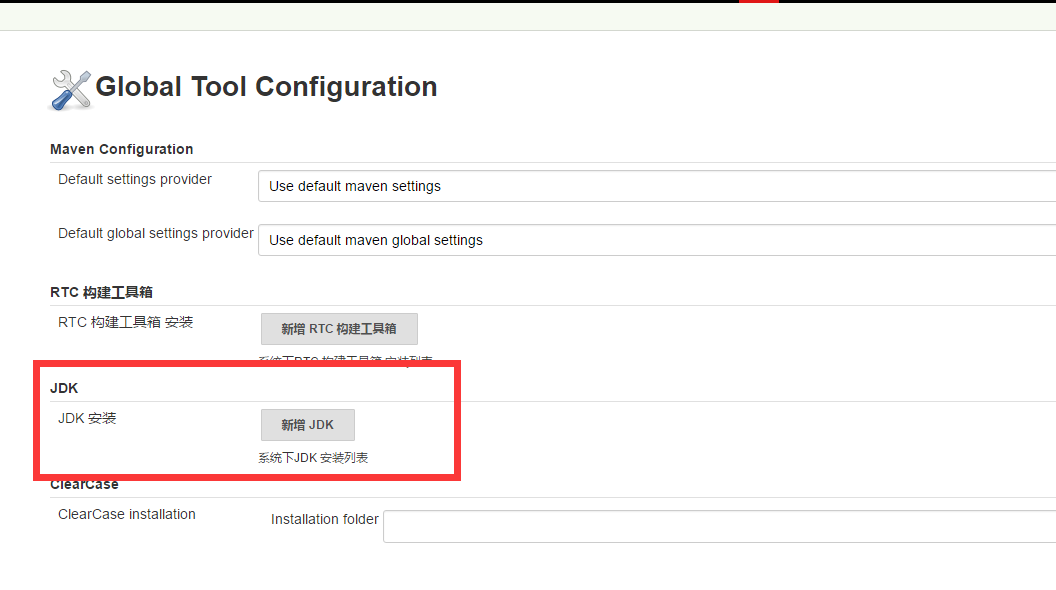 Global Tool Configuration
Maven Configuration
Default settings provider
Use default maven settings
Default global settings provider
Use default maven global settings
RTC 构建工具箱
RTC 构建工具箱 安装
新增 RTC 构建工具箱
系统下RTC 构建工具箱 安装列表
JDK
JDK 安装
新增 JDK
系统下JDK 安装列表
ClearCase
ClearCase installation
Installation folder